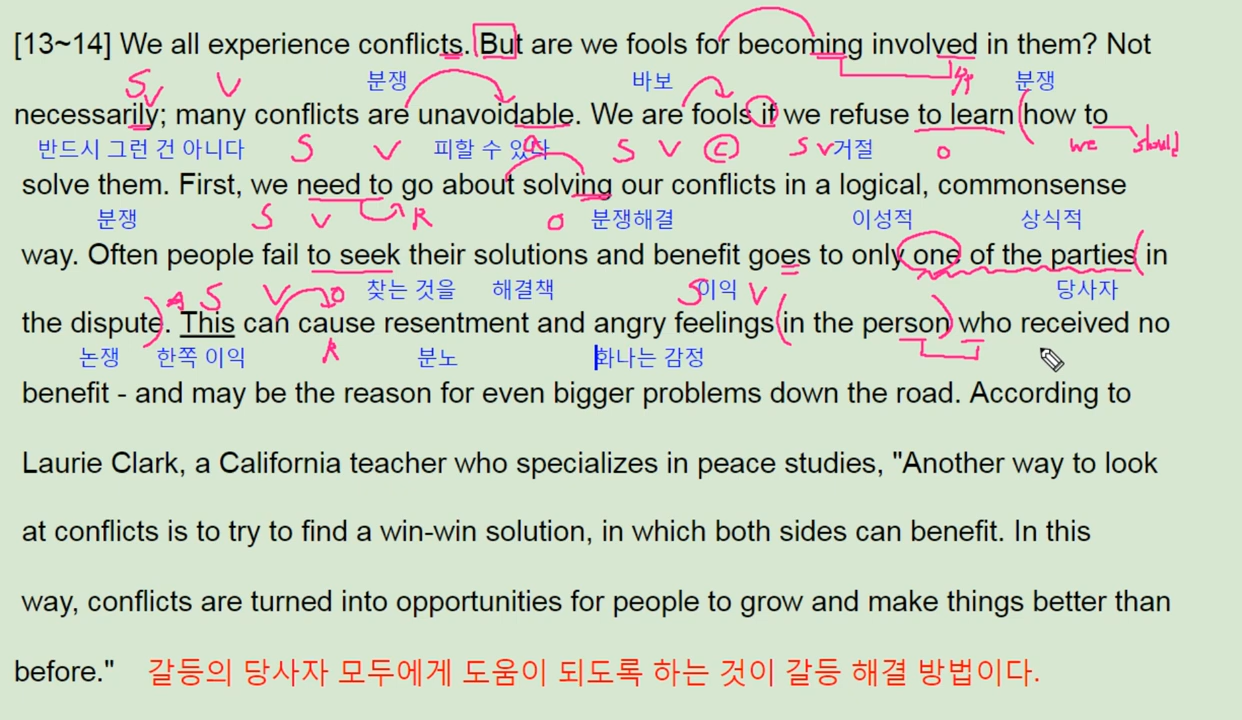 [13~14] We all experience conflicts. But are we fools for becoming involved in them? Not
S V V 분쟁 바보 분쟁
necessarily; many conflicts are unavoidable. We are fools if we refuse to learn (how to
반드시 그런 건 아니다 S V 피할 수 있다 S V C S V 거절 O we should
solve them. First, we need to go about solving our conflicts in a logical, commonsense
분쟁 S V R O 분쟁해결 이성적 상식적
way. Often people fail to seek their solutions and benefit goes to only one of the parties (in
A S V O 찾는 것을 해결책 S 이익 V 당사자
the dispute). This can cause resentment and angry feelings (in the person) who received no
논쟁 한쪽 이익 R 분노 화나는 감정
benefit - and may be the reason for even bigger problems down the road. According to
Laurie Clark, a California teacher who specializes in peace studies, "Another way to look
at conflicts is to try to find a win-win solution, in which both sides can benefit. In this
way, conflicts are turned into opportunities for people to grow and make things better than
before." 갈등의 당사자 모두에게 도움이 되도록 하는 것이 갈등 해결 방법이다.